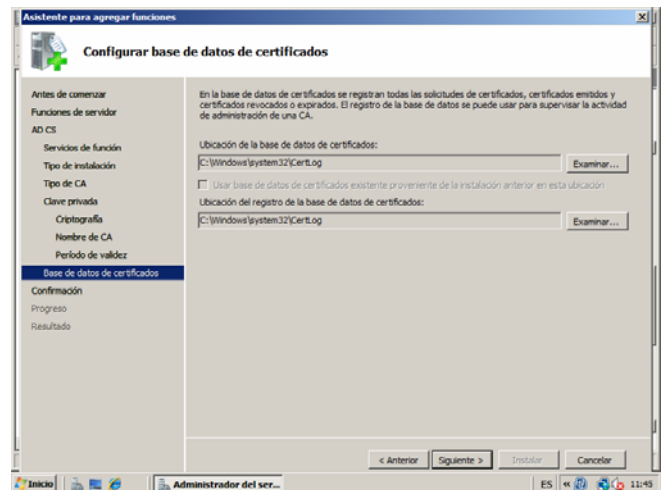 Asistente para agregar funciones
Configurar base de datos de certificados
Antes de comenzar
Funciones de servidor
AD CS
Servicios de función
Tipo de instalación
Tipo de CA
Clave privada
Criptografía
Nombre de CA
Período de validez
Base de datos de certificados
Confirmación
Progreso
Resultado
En la base de datos de certificados se registran todas las solicitudes de certificados, certificados emitidos y
certificados revocados o expirados. El registro de la base de datos se puede usar para supervisar la actividad
de administración de una CA.
Ubicación de la base de datos de certificados:
C:\Windows\system32\CertLog
Examinar...
Usar base de datos de certificados existente proveniente de la instalación anterior en esta ubicación
Ubicación del registro de la base de datos de certificados:
C:\Windows\system32\CertLog
Examinar...
< Anterior
Siguiente >
Instalar
Cancelar
Inicio
Administrador del ser...
ES
«
11:45